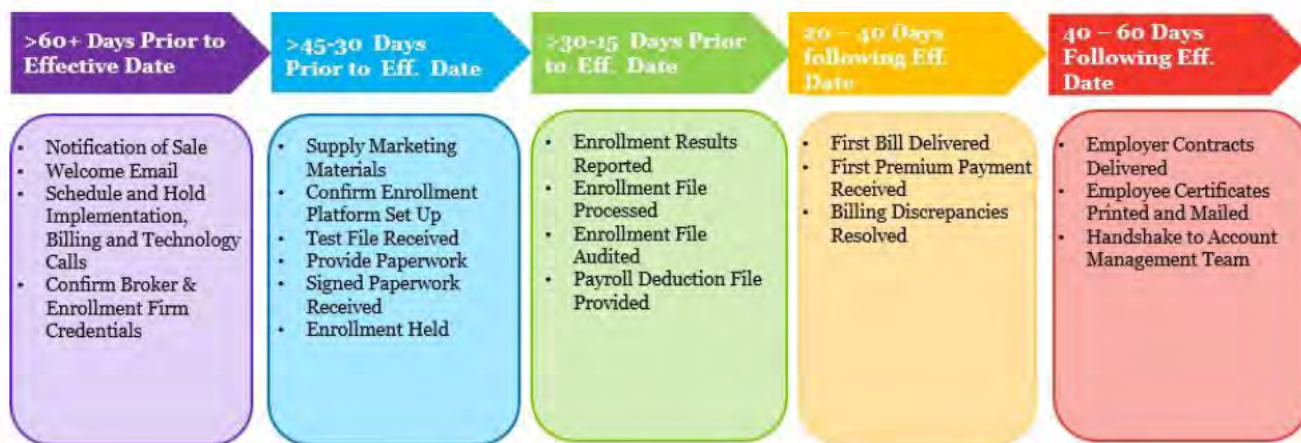 >60+ Days Prior to
Effective Date
>45-30 Days
Prior to Eff. Date
>30-15 Days Prior
to Eff. Date
20 – 40 Days
following Eff.
Date
40 – 60 Days
Following Eff.
Date
• Notification of Sale
• Welcome Email
• Schedule and Hold
Implementation,
Billing and Technology
Calls
• Confirm Broker &
Enrollment Firm
Credentials
• Supply Marketing
Materials
• Confirm Enrollment
Platform Set Up
• Test File Received
• Provide Paperwork
• Signed Paperwork
Received
• Enrollment Held
• Enrollment Results
Reported
• Enrollment File
Processed
• Enrollment File
Audited
• Payroll Deduction File
Provided
• First Bill Delivered
• First Premium Payment
Received
• Billing Discrepancies
Resolved
• Employer Contracts
Delivered
• Employee Certificates
Printed and Mailed
• Handshake to Account
Management Team